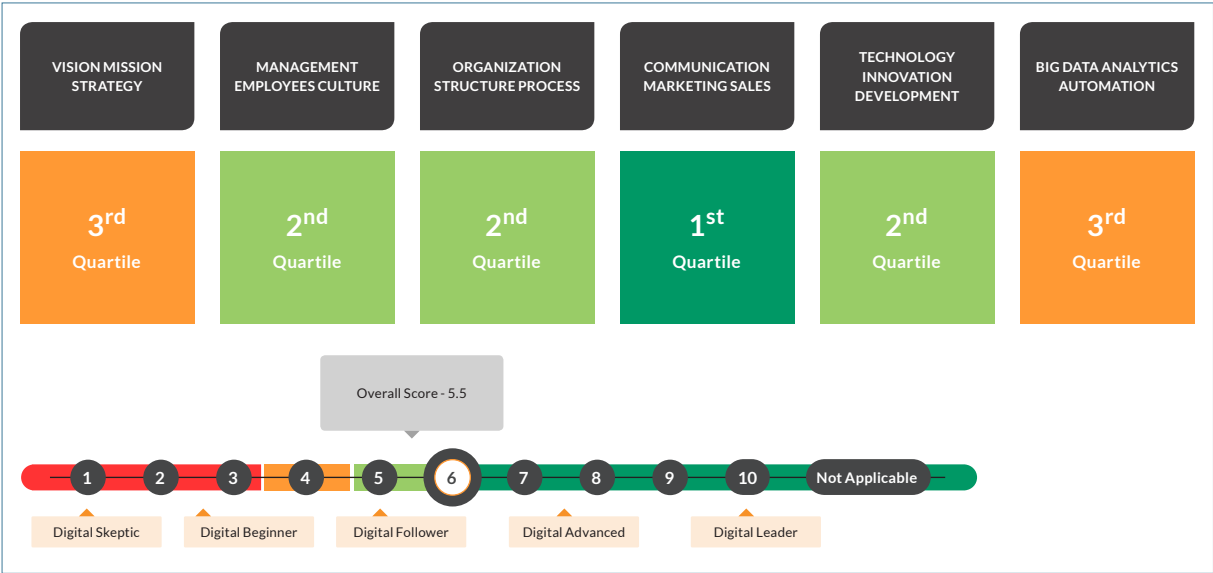 VISION MISSION
STRATEGY
MANAGEMENT
EMPLOYEES CULTURE
ORGANIZATION
STRUCTURE PROCESS
COMMUNICATION
MARKETING SALES
TECHNOLOGY
INNOVATION
DEVELOPMENT
BIG DATA ANALYTICS
AUTOMATION
3rd
Quartile
2nd
Quartile
2nd
Quartile
1st
Quartile
2nd
Quartile
3rd
Quartile
Overall Score - 5.5
1 2 3 4 5 6 7 8 9 10 Not Applicable
Digital Skeptic
Digital Beginner
Digital Follower
Digital Advanced
Digital Leader